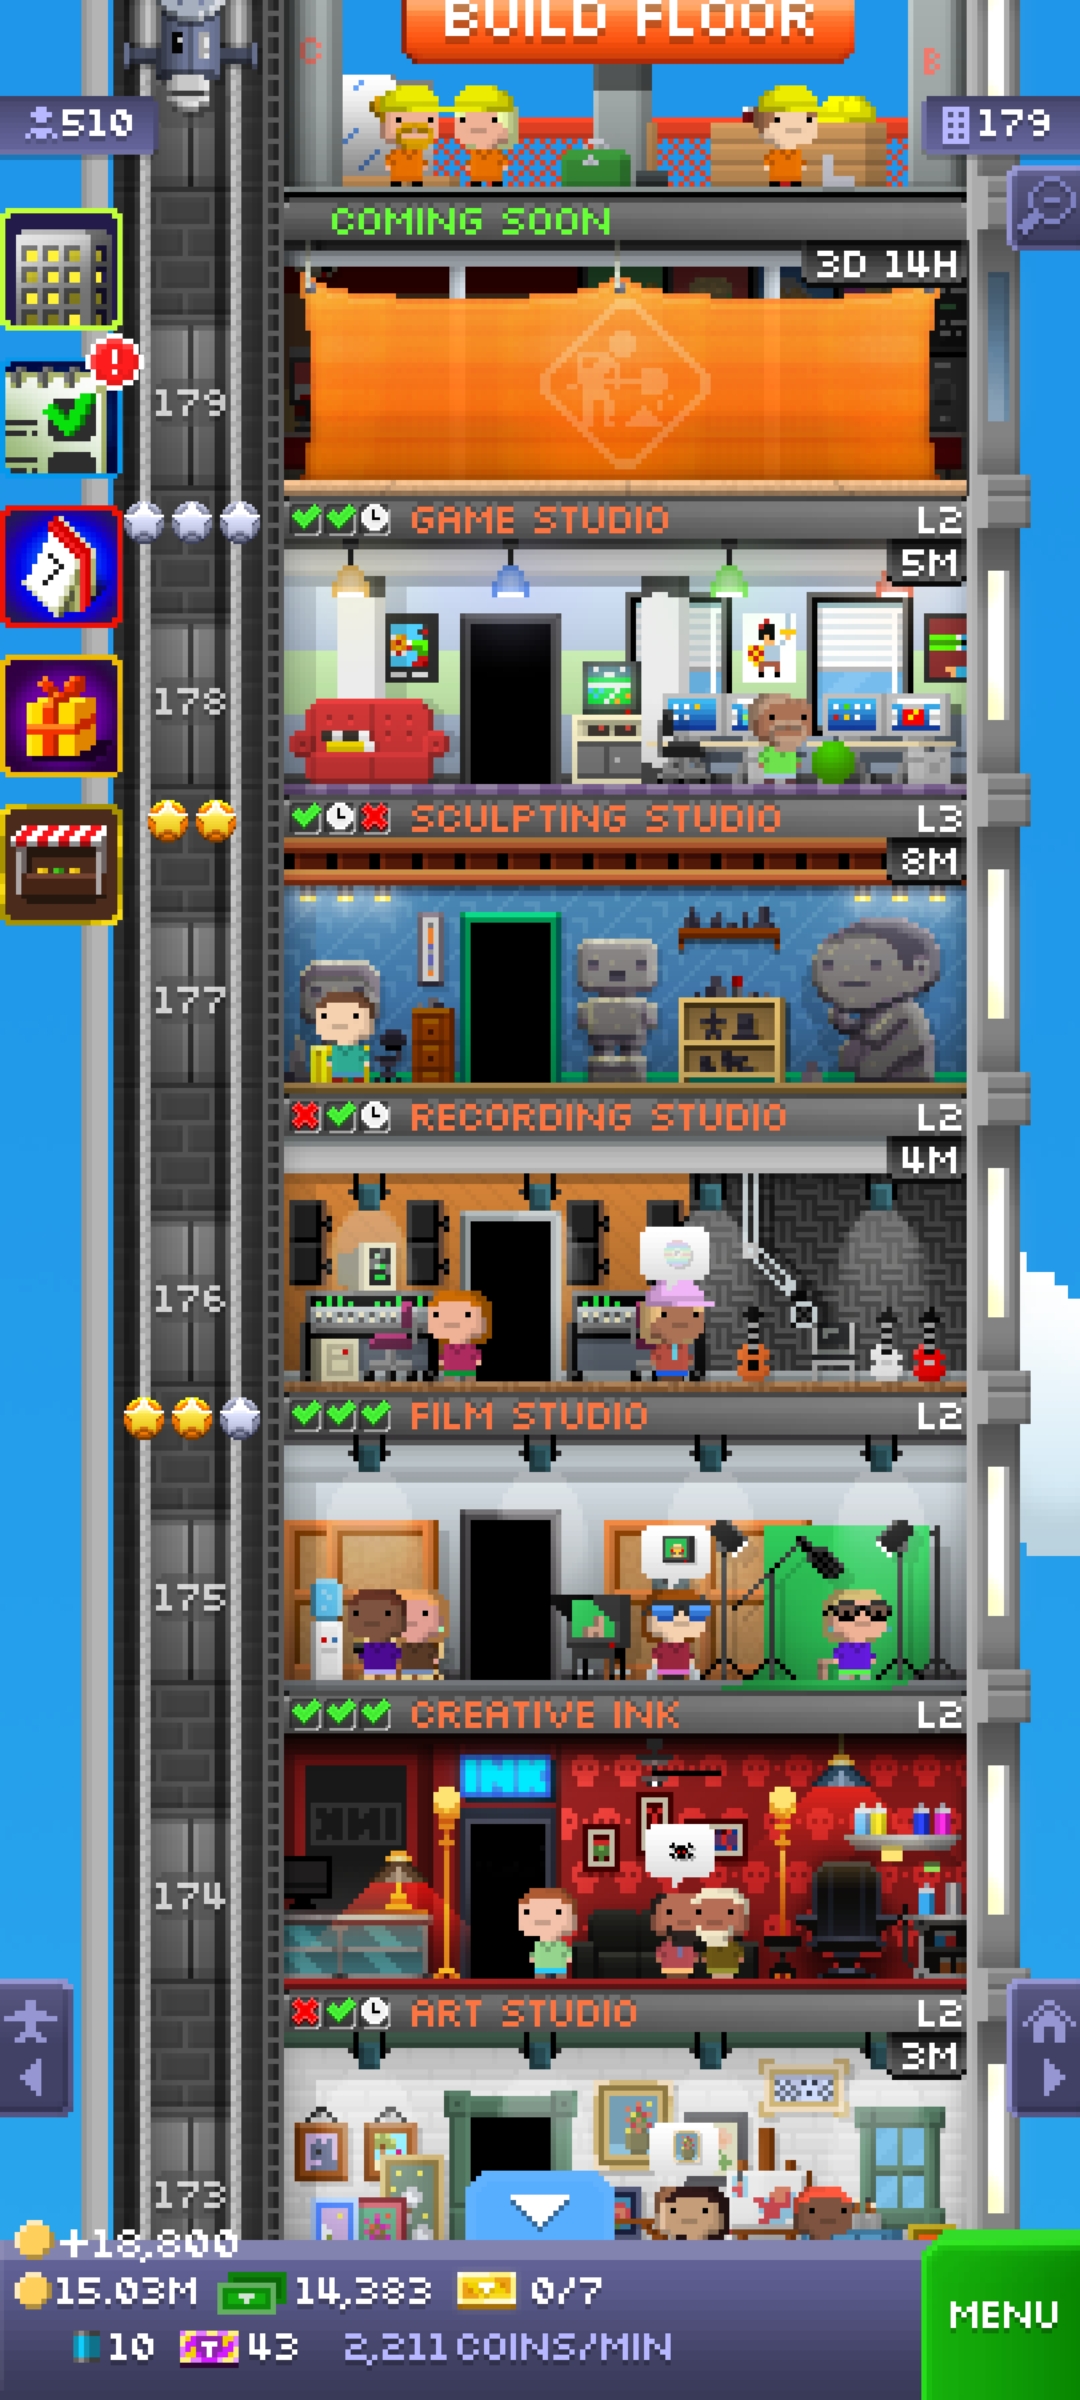 BUILD FLOOR
C
B
510
179
COMING SOON
3D 14H
179
GAME STUDIO
L2
5M
178
SCULPTING STUDIO
L3
8M
177
RECORDING STUDIO
L2
4M
176
FILM STUDIO
L2
175
CREATIVE INK
L2
INK
174
ART STUDIO
L2
3M
173
+18,800
15.03M
14,383
0/7
MENU
10
43
2,211 COINS/MIN
7
!